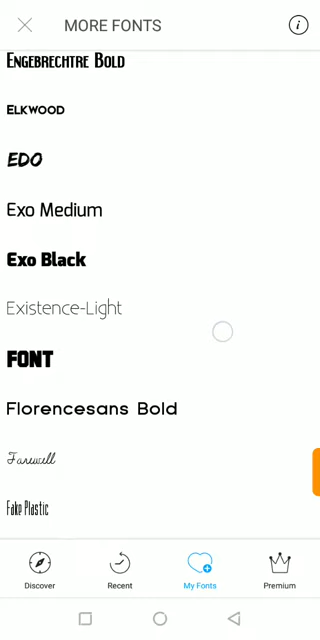 MORE FONTS
ENGEBRECHTRE BOLD
ELKWOOD
EDO
Exo Medium
Exo Black
Existence-Light
FONT
Florencesans Bold
Farewell
Fake Plastic
Discover
Recent
My Fonts
Premium